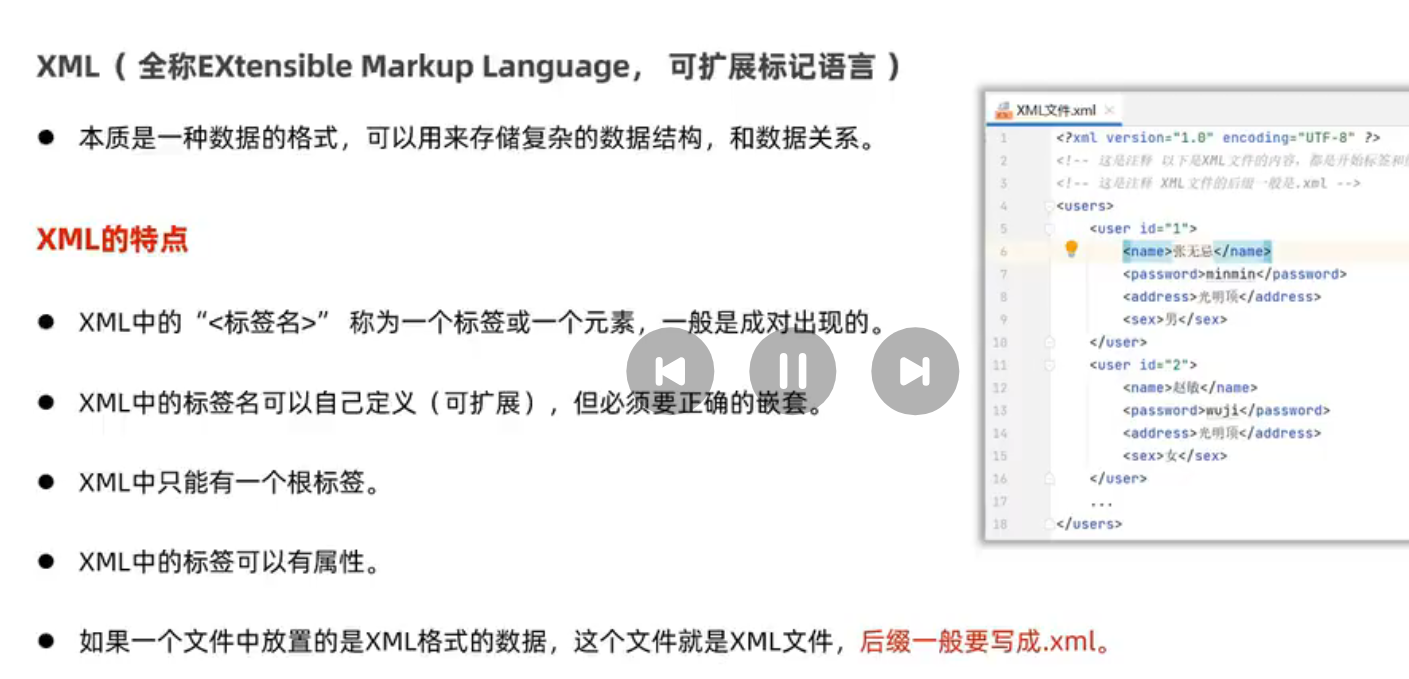 XML（ 全称EXtensible Markup Language， 可扩展标记语言 ）
● 本质是一种数据的格式，可以用来存储复杂的数据结构，和数据关系。
XML的特点
● XML中的“<标签名>” 称为一个标签或一个元素，一般是成对出现的。
● XML中的标签名可以自己定义（可扩展），但必须要正确的嵌套。
● XML中只能有一个根标签。
● XML中的标签可以有属性。
● 如果一个文件中放置的是XML格式的数据，这个文件就是XML文件，后缀一般要写成.xml。
XML文件.xml
1 <?xml version="1.0" encoding="UTF-8" ?>
2 <!-- 这是注释 以下是XML文件的内容，都是开始标签和
3 <!-- 这是注释 XML文件的后缀一般是.xml -->
4 <users>
5 <user id="1">
6 <name>张无忌</name>
7 <password>minmin</password>
8 <address>光明顶</address>
9 <sex>男</sex>
10 </user>
11 <user id="2">
12 <name>赵敏</name>
13 <password>wuji</password>
14 <address>光明顶</address>
15 <sex>女</sex>
16 </user>
17 ...
18 </users>